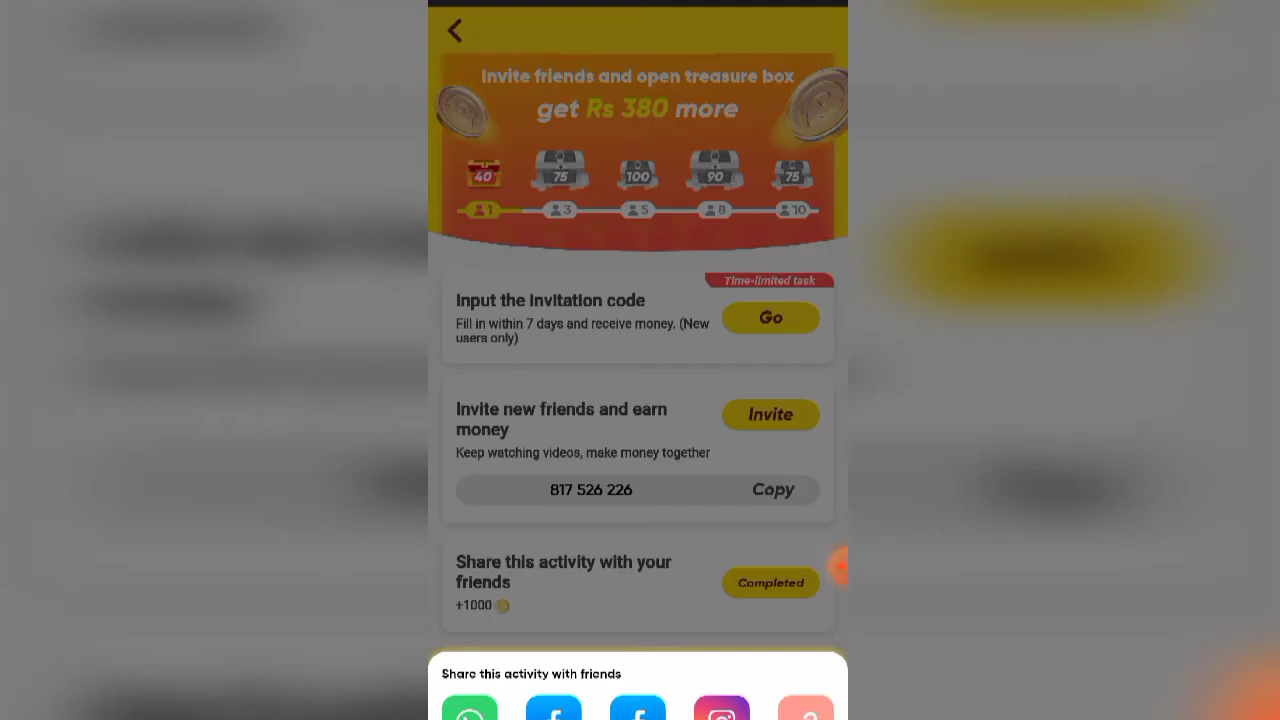 Invite friends and open treasure box
get Rs 380 more
40 75 100 90 75
1 3 5 8 10
Time-limited task
Input the Invitation code
Go
Fill in within 7 days and receive money. (New
users only)
Invite new friends and earn
money
Invite
Keep watching videos, make money together
817 526 226 Copy
Share this activity with your
friends
Completed
+1000
Share this activity with friends